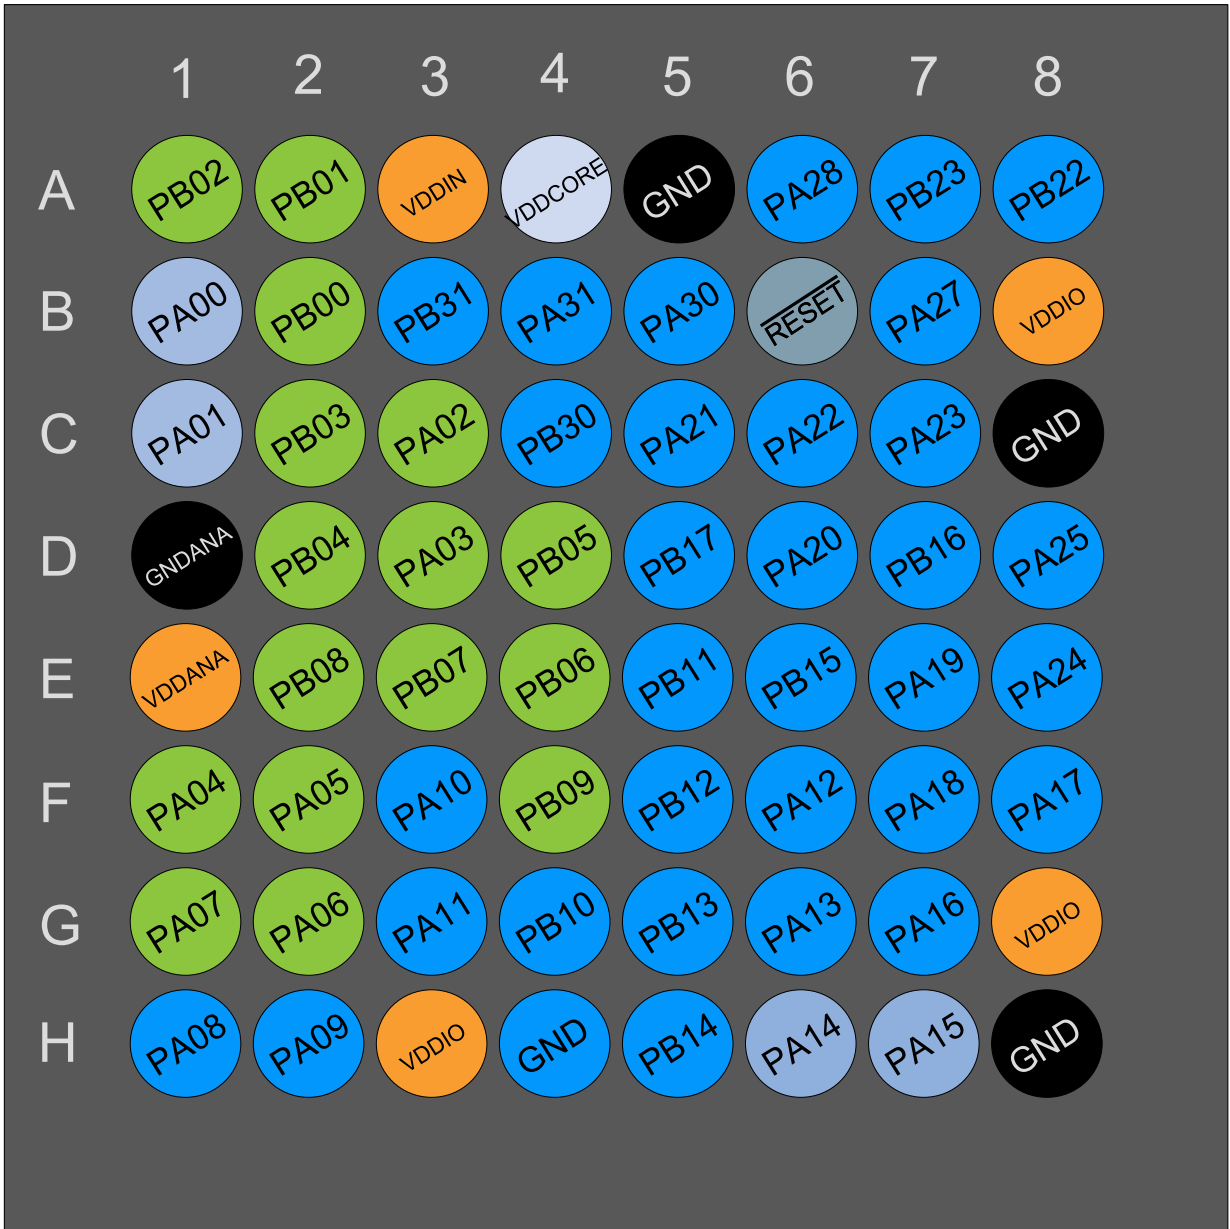 1 2 3 4 5 6 7 8
A PB02 PB01 VDDIN VDDCORE GND PA28 PB23 PB22
B PA00 PB00 PB31 PA31 PA30 RESET PA27 VDDIO
C PA01 PB03 PA02 PB30 PA21 PA22 PA23 GND
D GNDANA PB04 PA03 PB05 PB17 PA20 PB16 PA25
E VDDANA PB08 PB07 PB06 PB11 PB15 PA19 PA24
F PA04 PA05 PA10 PB09 PB12 PA12 PA18 PA17
G PA07 PA06 PA11 PB10 PB13 PA13 PA16 VDDIO
H PA08 PA09 VDDIO GND PB14 PA14 PA15 GND